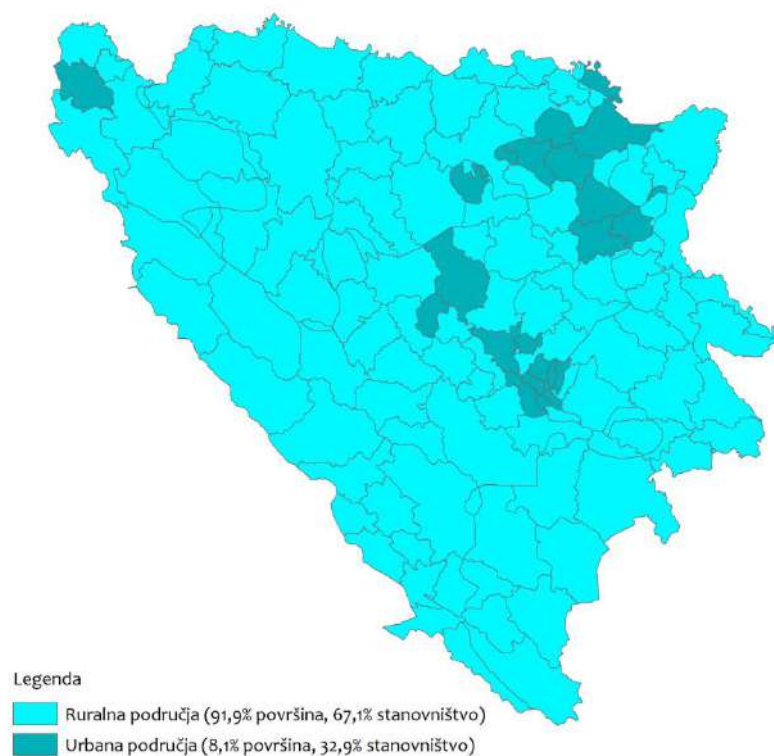 Legenda
Ruralna područja (91,9% površina, 67,1% stanovništvo)
Urbana područja (8,1% površina, 32,9% stanovništvo)